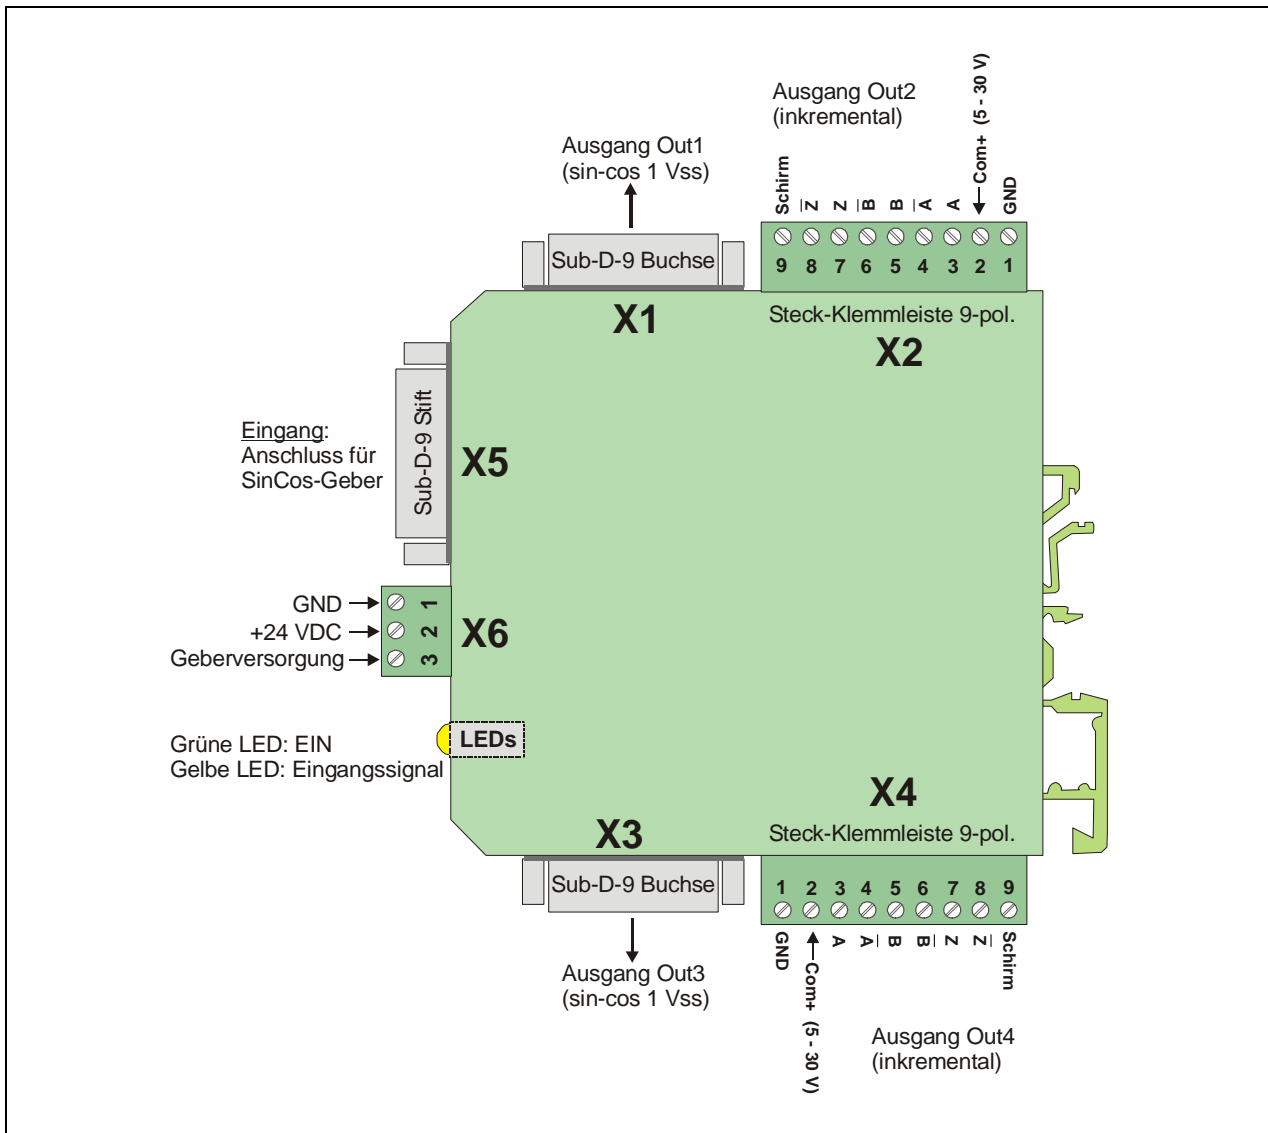 Ausgang Out1
(sin-cos 1 Vss)
Ausgang Out2
(inkremental)
Schirm
Z̅
Z
B̅
B
A̅
A
Com+ (5 - 30 V)
GND
9 8 7 6 5 4 3 2 1
Sub-D-9 Buchse
X1
Steck-Klemmleiste 9-pol.
X2
Eingang:
Anschluss für
SinCos-Geber
Sub-D-9 Stift
X5
GND 1
+24 VDC 2
Geberversorgung 3
X6
Grüne LED: EIN
Gelbe LED: Eingangssignal
LEDs
X3
Sub-D-9 Buchse
X4
Steck-Klemmleiste 9-pol.
1 2 3 4 5 6 7 8 9
GND
Com+ (5 - 30 V)
A
A̅
B
B̅
Z
Z̅
Schirm
Ausgang Out3
(sin-cos 1 Vss)
Ausgang Out4
(inkremental)